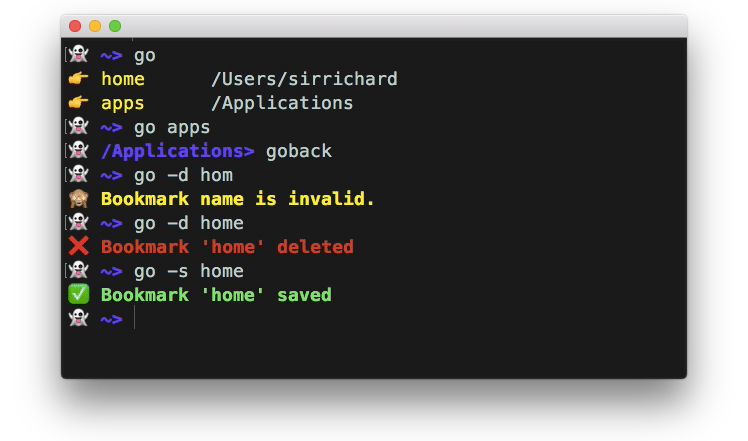 👻 ~> go
👉 home /Users/sirrichard
👉 apps /Applications
👻 ~> go apps
👻 /Applications> goback
👻 ~> go -d hom
🙈 Bookmark name is invalid.
👻 ~> go -d home
❌ Bookmark 'home' deleted
👻 ~> go -s home
✅ Bookmark 'home' saved
👻 ~>